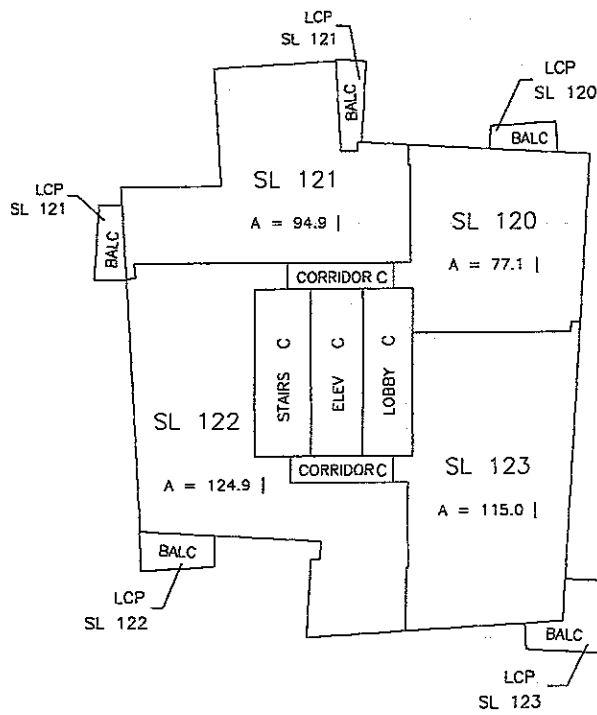 LCP
SL 121
BALC
LCP
SL 120
BALC
SL 121
A = 94.9 |
LCP
SL 121
BALC
SL 120
A = 77.1 |
CORRIDOR C
STAIRS C
ELEV C
LOBBY C
SL 122
A = 124.9 |
CORRIDOR C
SL 123
A = 115.0 |
BALC
LCP
SL 122
BALC
LCP
SL 123